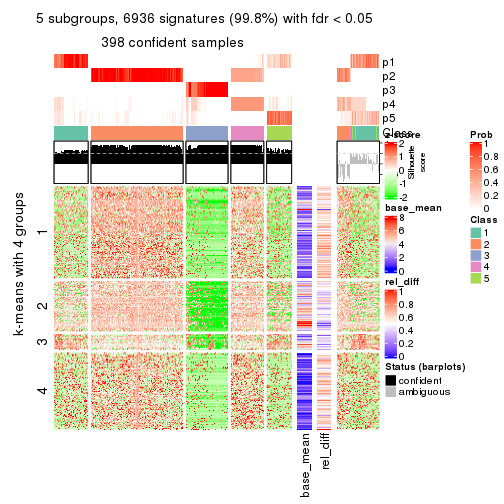 5 subgroups, 6936 signatures (99.8%) with fdr < 0.05
398 confident samples
p1
p2
p3
p4
p5
Class
Silhouette
score
k-means with 4 groups
1
2
3
4
base_mean
rel_diff
z-score
2
1
0
-1
-2
base_mean
8
6
4
2
0
rel_diff
1
0.8
0.6
0.4
0.2
0
Status (barplots)
confident
ambiguous
Prob
1
0.8
0.6
0.4
0.2
0
Class
1
2
3
4
5